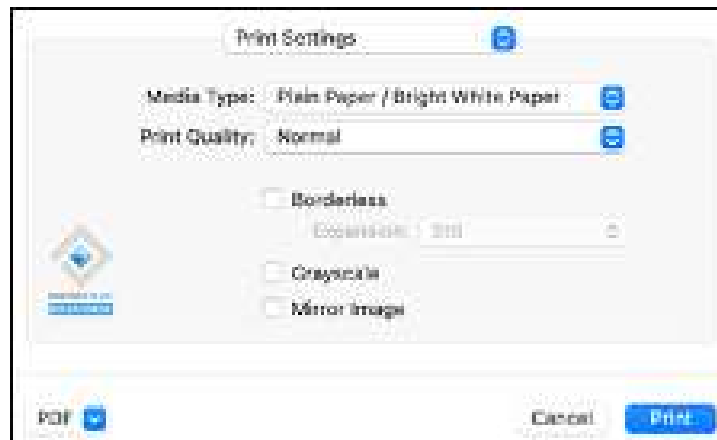 Print Settings
Media Type: Plain Paper / Bright White Paper
Print Quality: Normal
Borderless
Expansion:
Grayscale
Mirror Image
PDF Cancel Print